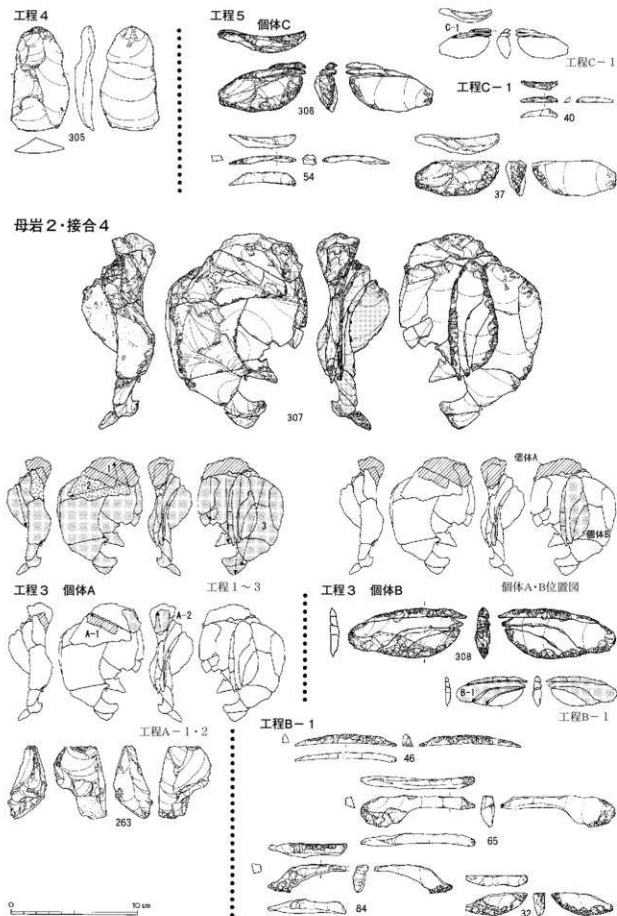 工程4
305
工程5
個体C
306
54
C-1
工程C-1
工程C-1
40
37
母岩2・接合4
307
1
2
3
工程1～3
個体A
個体B
個体A・B位置図
工程3 個体A
A-1
A-2
工程A-1・2
263
工程3 個体B
308
B-1
工程B-1
工程B-1
46
65
84
32
0 10cm